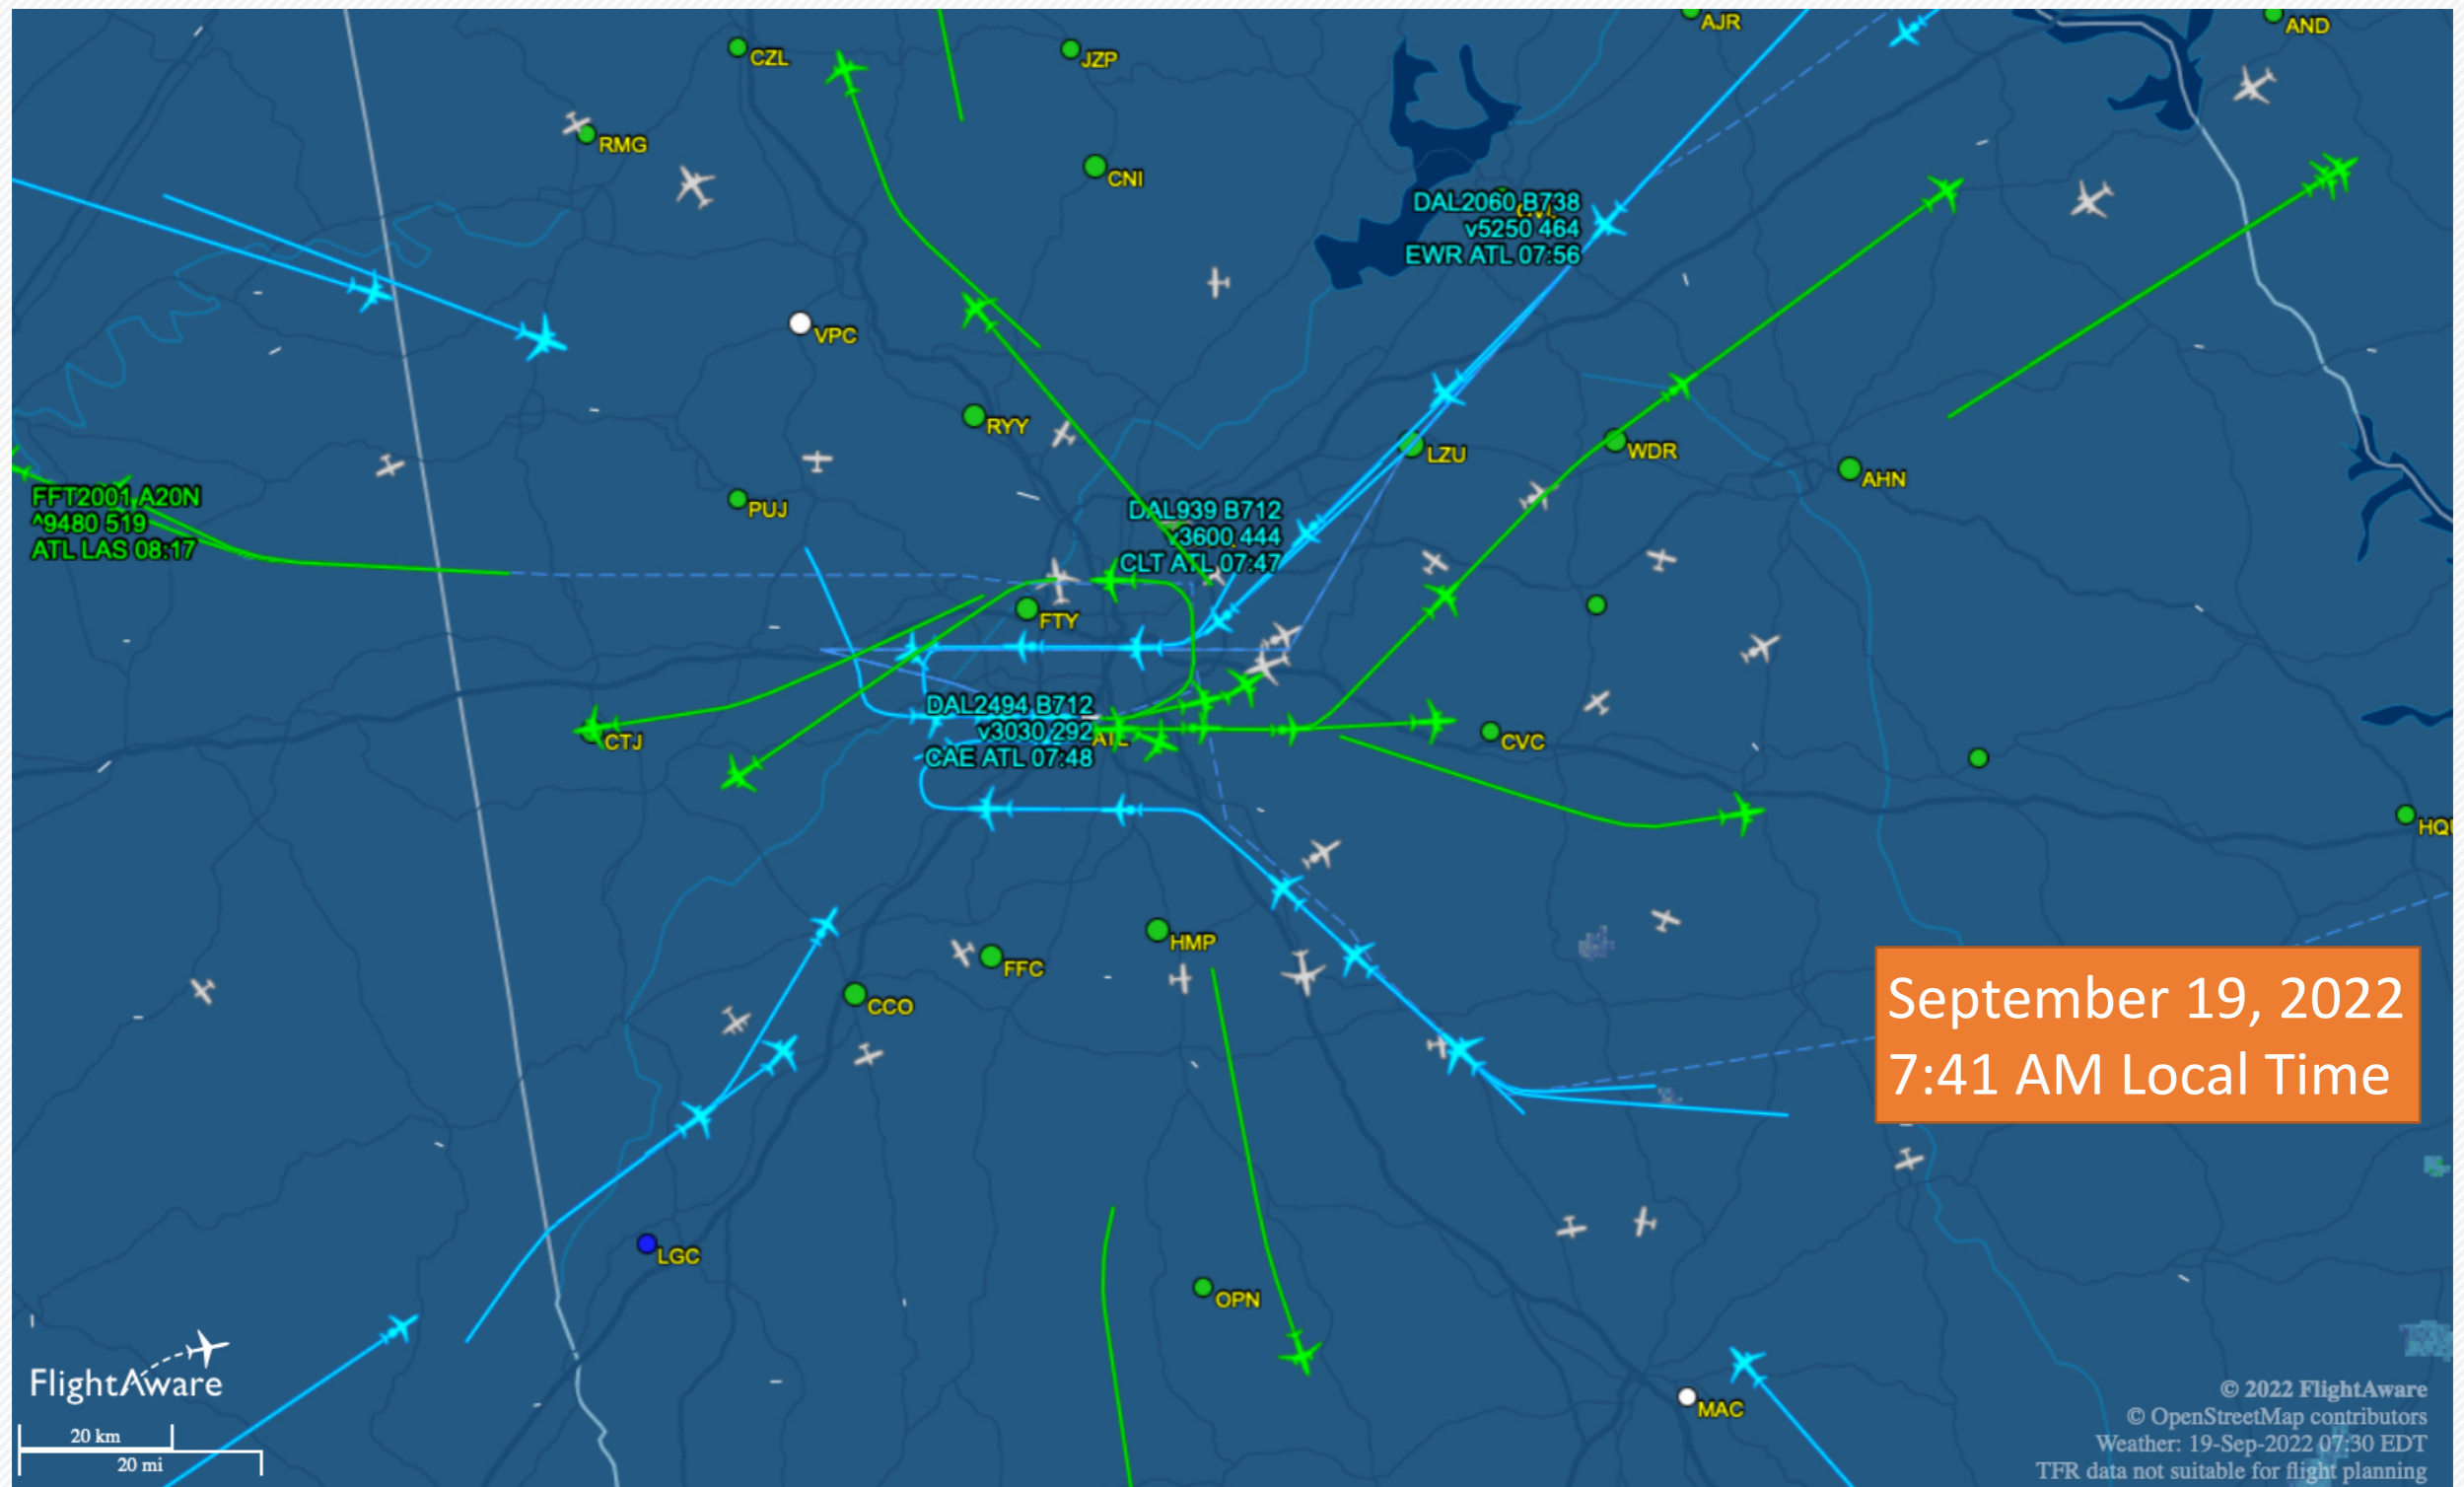 AJR
AND
CZL
JZP
RMG
CNI
DAL2060 B738
v5250 464
EWR ATL 07:56
VPC
RYY
LZU
WDR
AHN
FFT2001 A20N
^9480 519
ATL LAS 08:17
PUJ
DAL939 B712
v3600 444
CLT ATL 07:47
FTY
DAL2494 B712
v3030 292
CAE ATL 07:48
ATL
CTJ
CVC
HMP
FFC
CCO
September 19, 2022
7:41 AM Local Time
LGC
OPN
MAC
FlightAware
20 km
20 mi
© 2022 FlightAware
© OpenStreetMap contributors
Weather: 19-Sep-2022 07:30 EDT
TFR data not suitable for flight planning